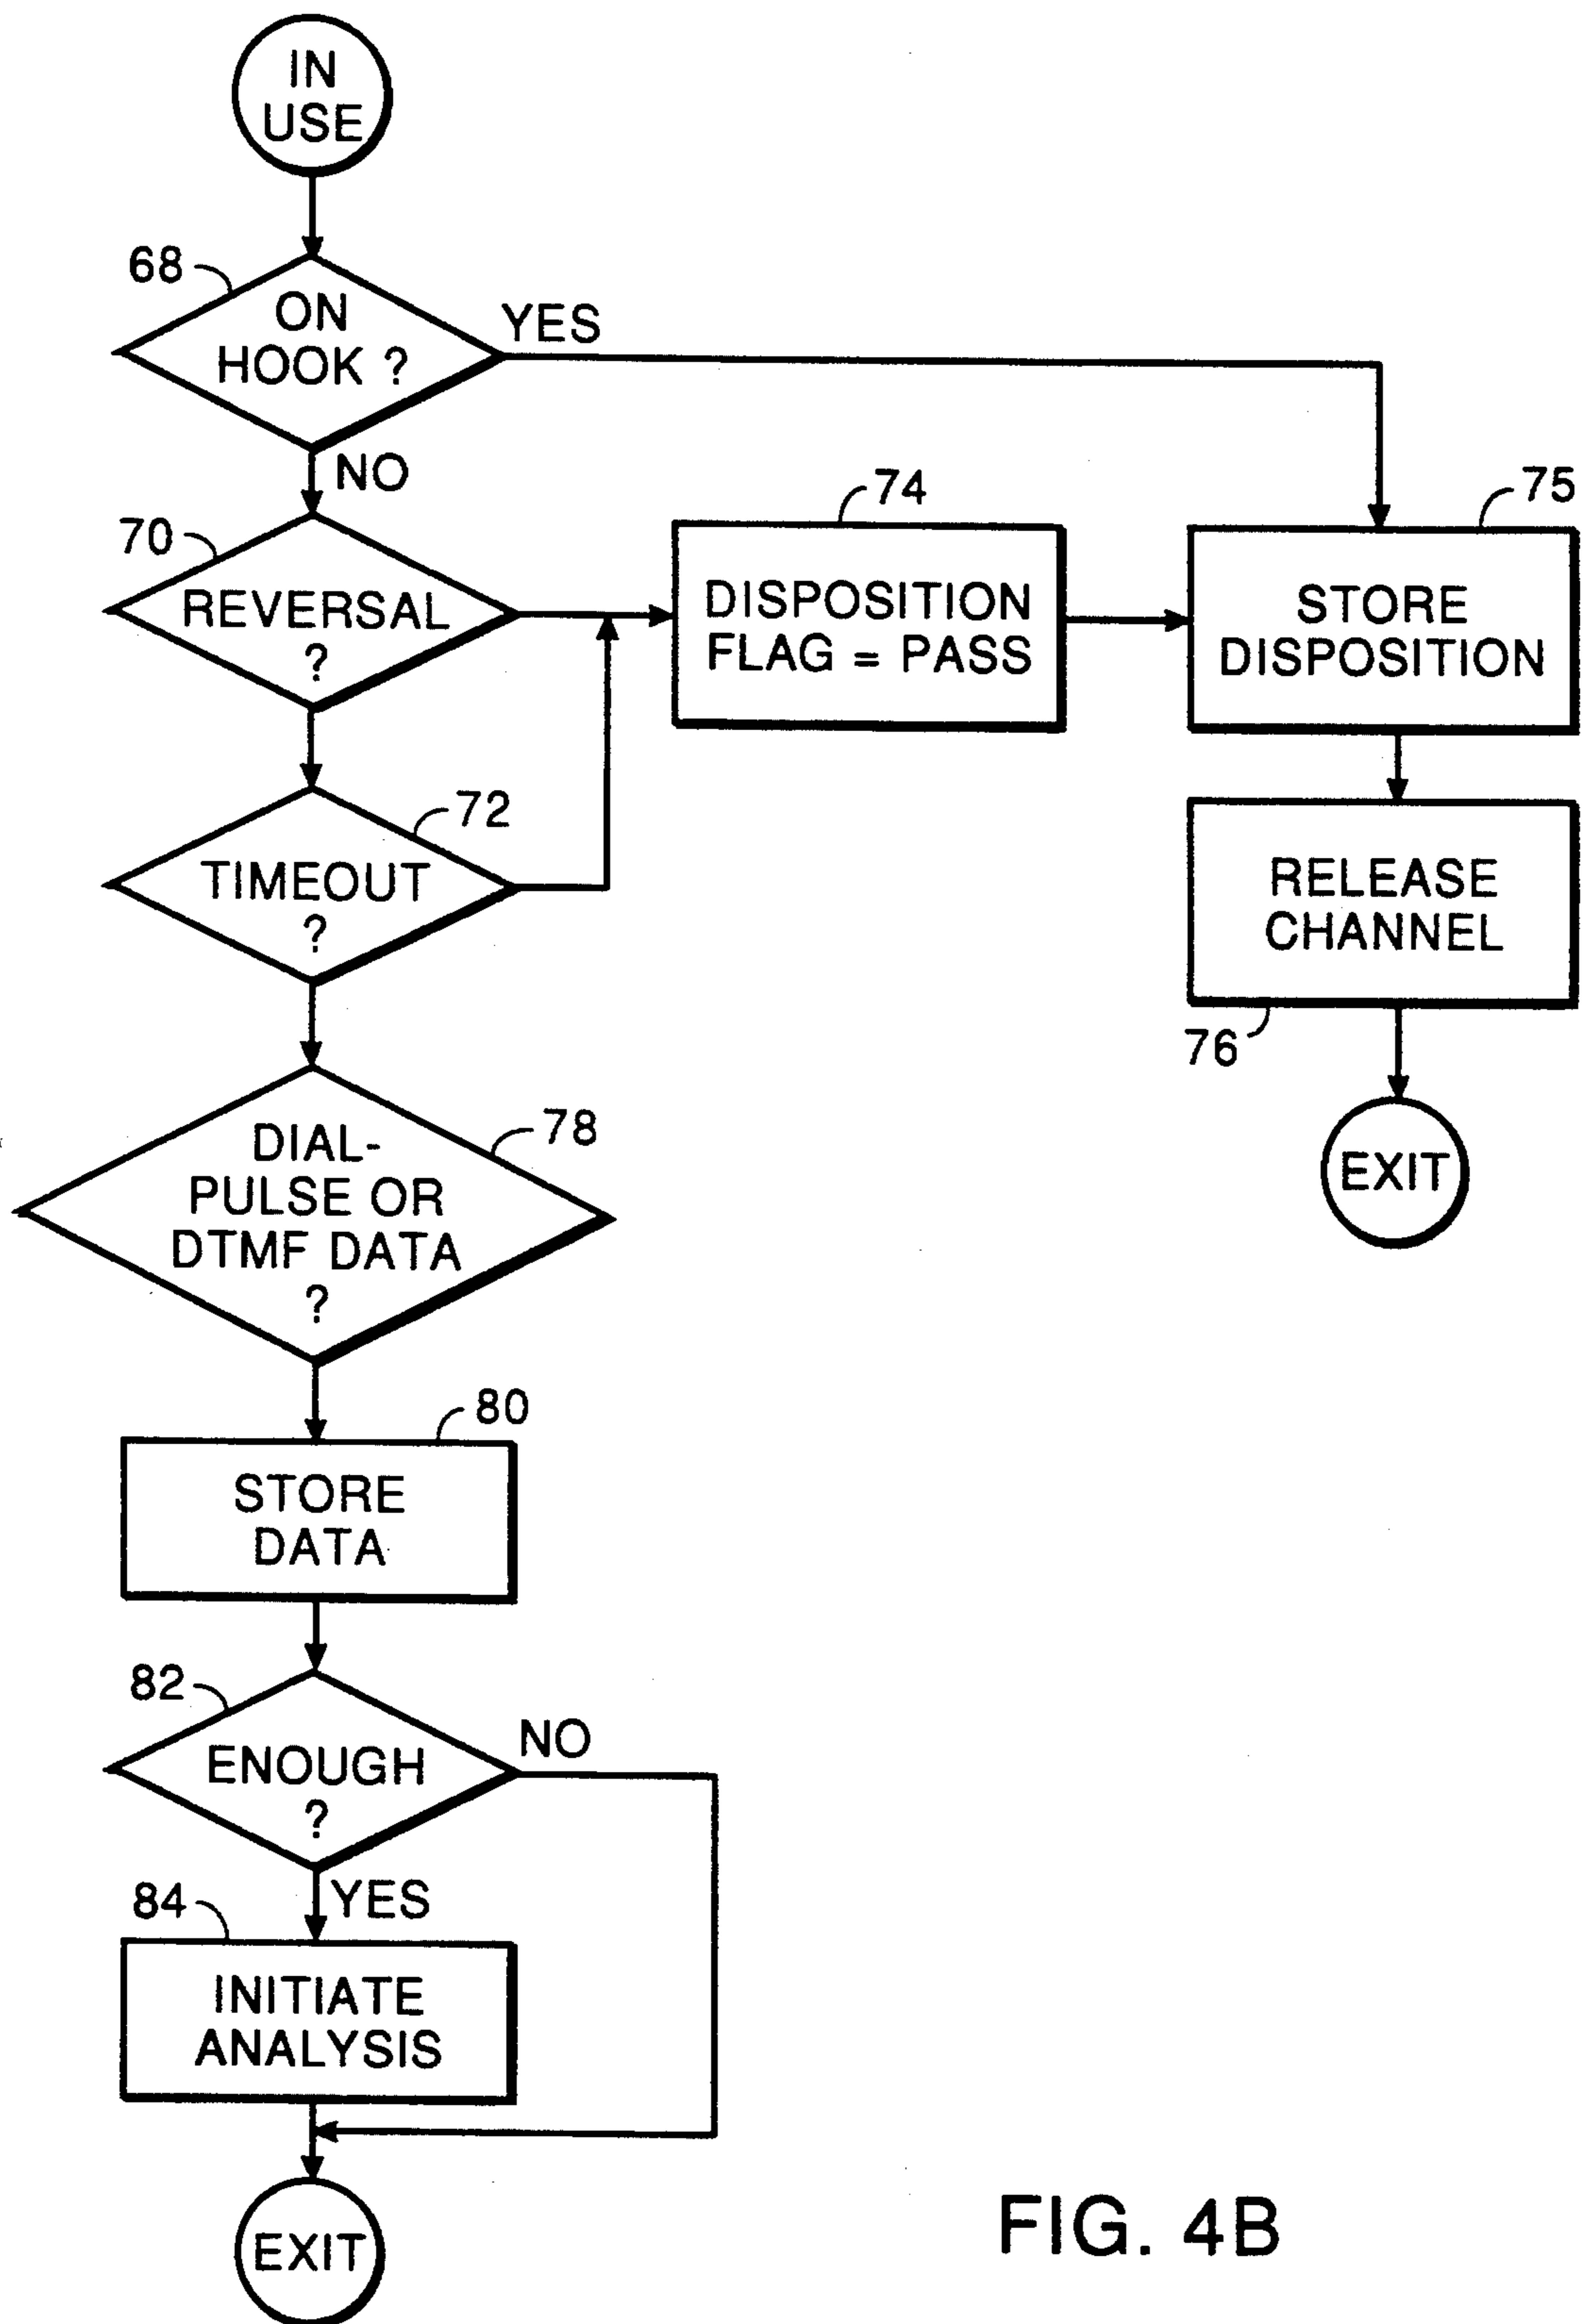 IN
USE
68
ON
HOOK ?
YES
NO
70
REVERSAL
?
74
DISPOSITION
FLAG = PASS
75
STORE
DISPOSITION
72
TIMEOUT
?
RELEASE
CHANNEL
76
EXIT
78
DIAL-
PULSE OR
DTMF DATA
?
80
STORE
DATA
82
ENOUGH
?
NO
YES
84
INITIATE
ANALYSIS
EXIT
FIG. 4B